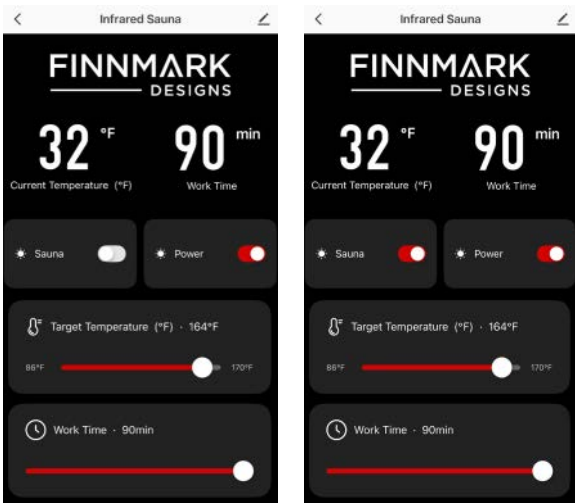 Infrared Sauna
FINNMARK
DESIGNS
32 °F
90 min
Current Temperature (°F)
Work Time
Sauna
Power
Target Temperature (°F) · 164°F
86°F
170°F
Work Time · 90min
Infrared Sauna
FINNMARK
DESIGNS
32 °F
90 min
Current Temperature (°F)
Work Time
Sauna
Power
Target Temperature (°F) · 164°F
86°F
170°F
Work Time · 90min